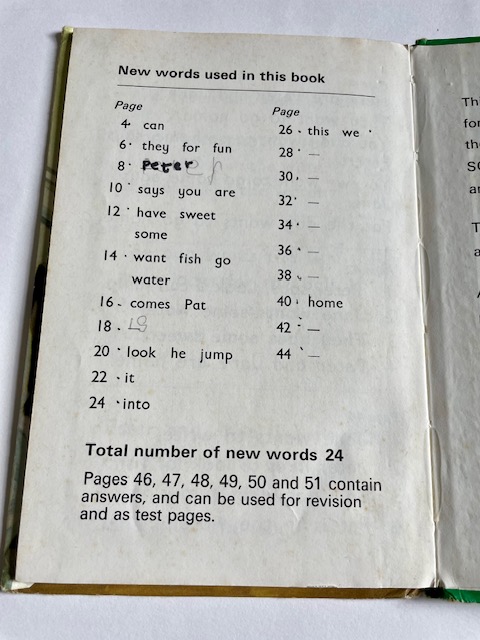 New words used in this book
Page
4 can
6 they for fun
8 Peter
10 says you are
12 have sweet
some
14 want fish go
water
16 comes Pat
18
20 look he jump
22 it
24 into
Page
26 this we
28 —
30 —
32 —
34 —
36 —
38 —
40 home
42 —
44 —
Total number of new words 24
Pages 46, 47, 48, 49, 50 and 51 contain
answers, and can be used for revision
and as test pages.